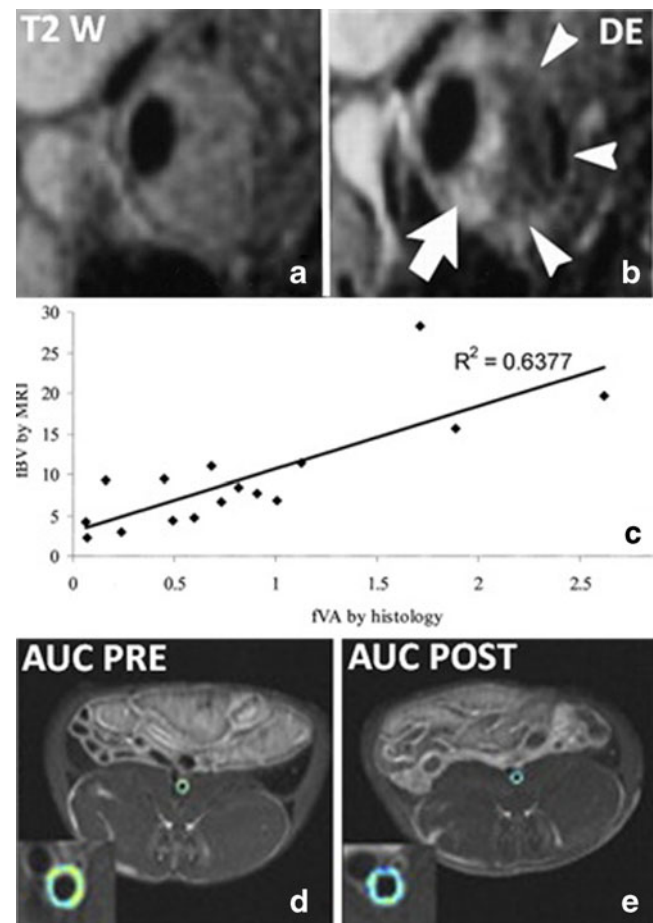 T2 W
DE
a
b
30
25
20
15
10
5
0
fBV by MRI
R² = 0.6377
0
0.5
1
1.5
2
2.5
fVA by histology
c
AUC PRE
AUC POST
d
e